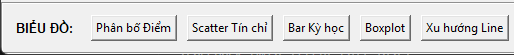 BIỂU ĐỒ: Phân bố Điểm Scatter Tín chỉ Bar Kỳ học Boxplot Xu hướng Line